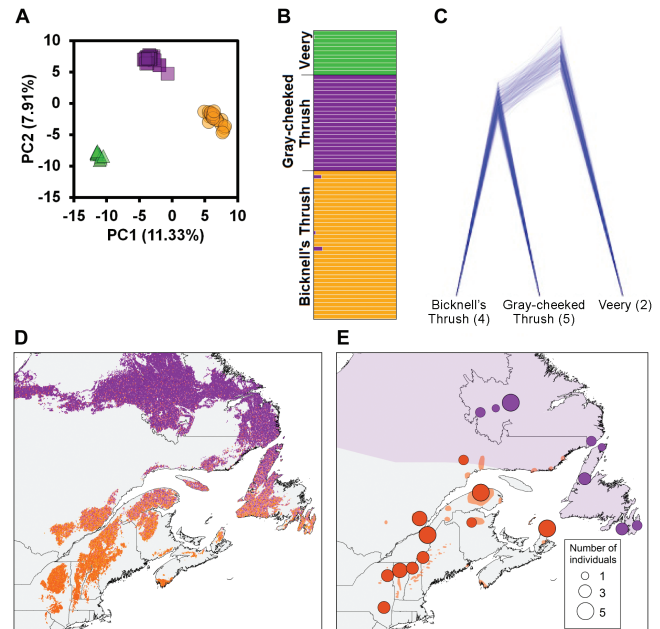 A
10
5
0
-5
-10
-15
-15
-10
-5
0
5
10
PC2 (7.91%)
PC1 (11.33%)
B
Veery
Gray-cheeked
Thrush
Bicknell's Thrush
C
Bicknell's
Thrush (4)
Gray-cheeked
Thrush (5)
Veery (2)
D
E
Number of
individuals
1
3
5